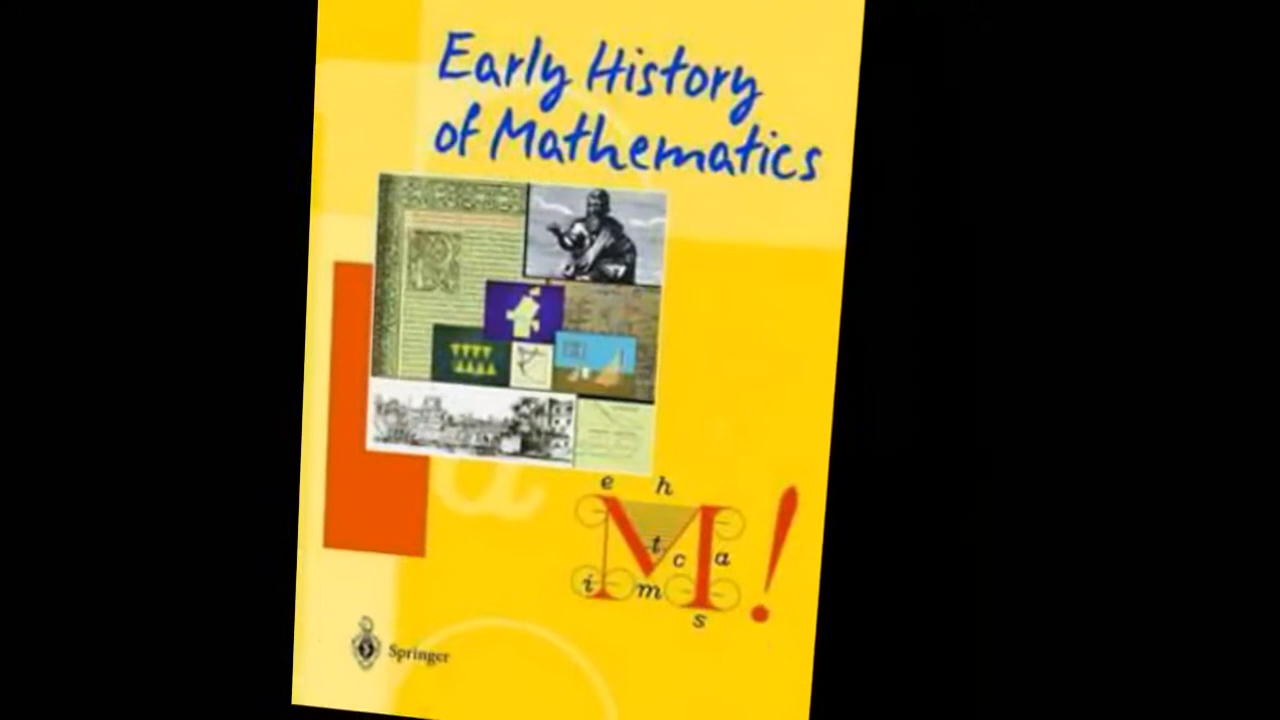 Early History
of Mathematics
e h
M!
t c a
i m
s
Springer